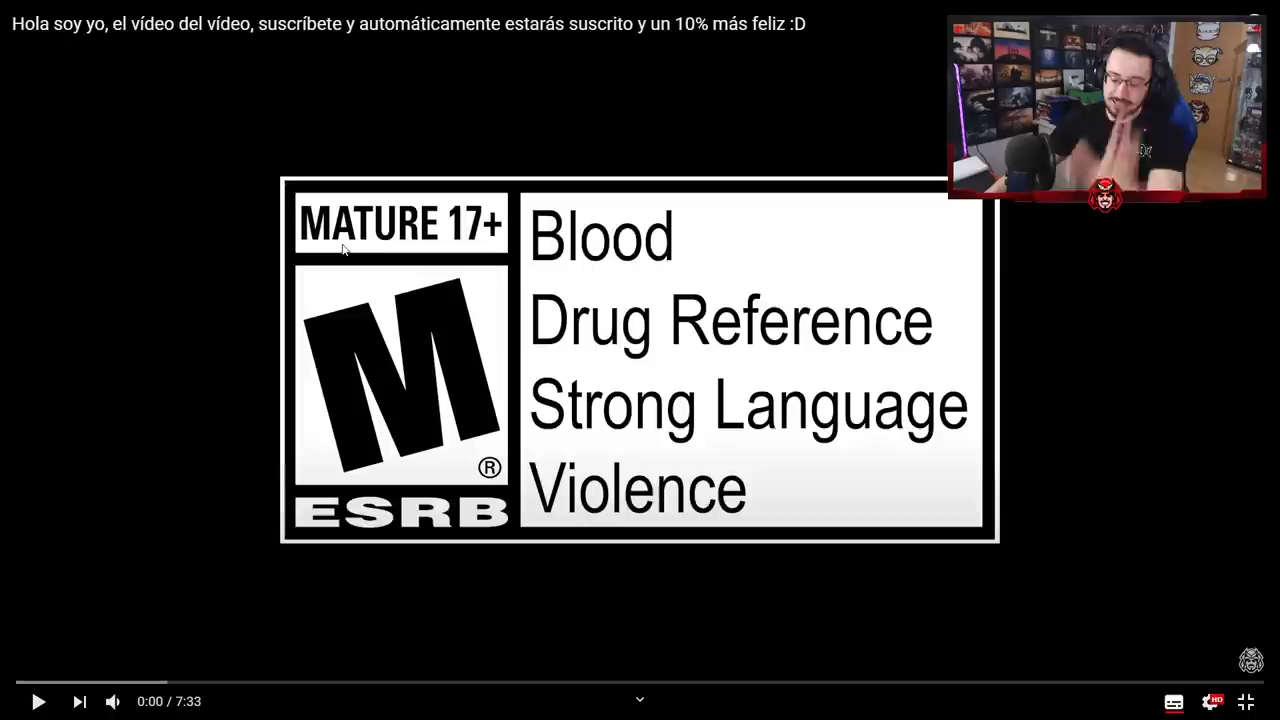 Hola soy yo, el vídeo del vídeo, suscríbete y automáticamente estarás suscrito y un 10% más feliz :D
MATURE 17+
M
®
ESRB
Blood
Drug Reference
Strong Language
Violence
0:00 / 7:33
HD